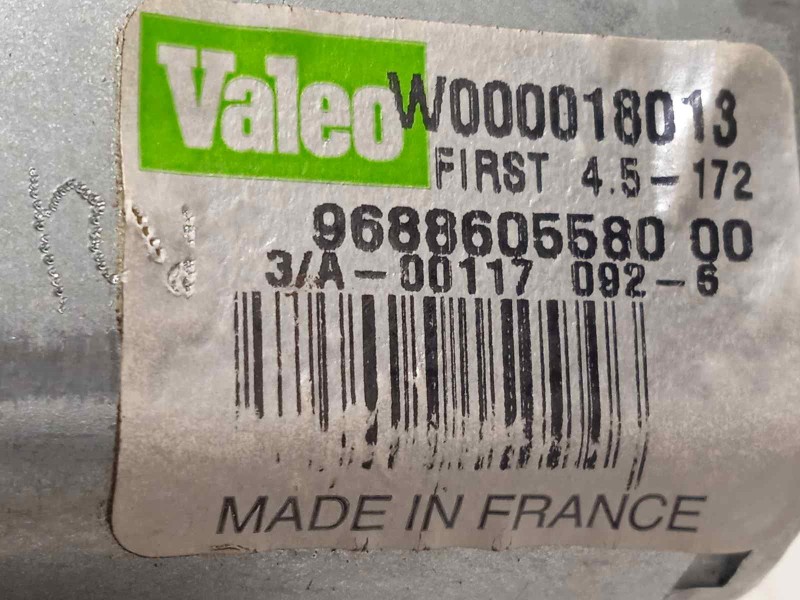 Valeo W000018013
FIRST 4.5-172
9688605580 00
3/A-00117 092-6
MADE IN FRANCE